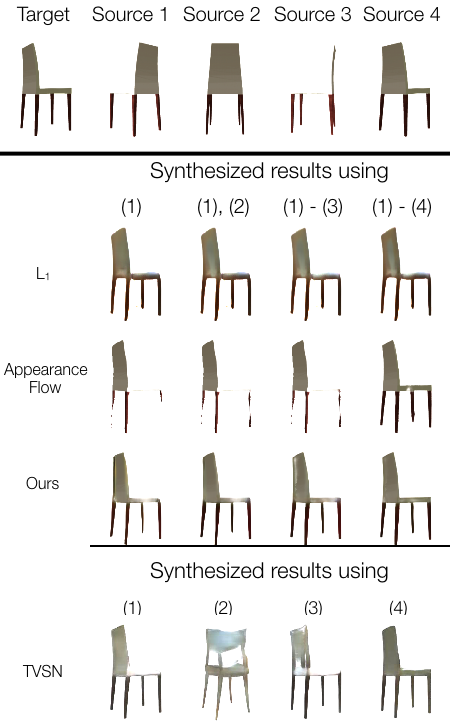 Target Source 1 Source 2 Source 3 Source 4
Synthesized results using
(1) (1), (2) (1) - (3) (1) - (4)
L₁
Appearance
Flow
Ours
Synthesized results using
(1) (2) (3) (4)
TVSN